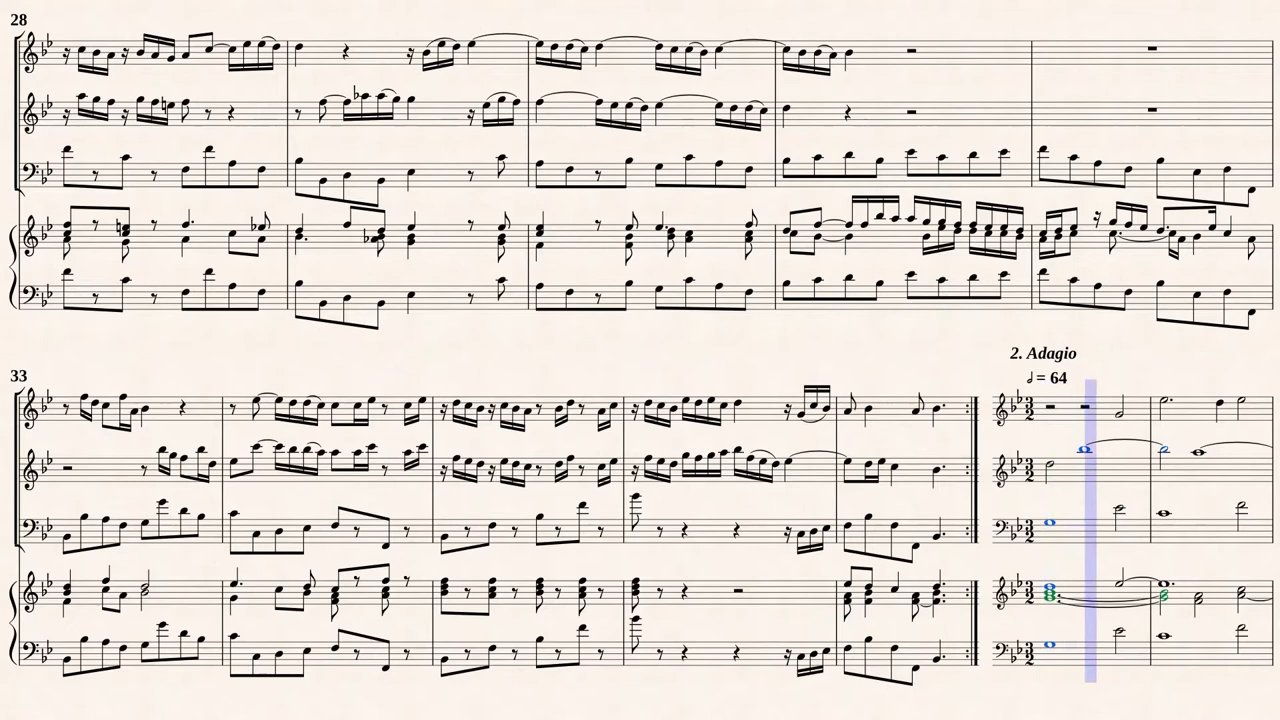 28
2. Adagio
33
𝅗𝅥 = 64